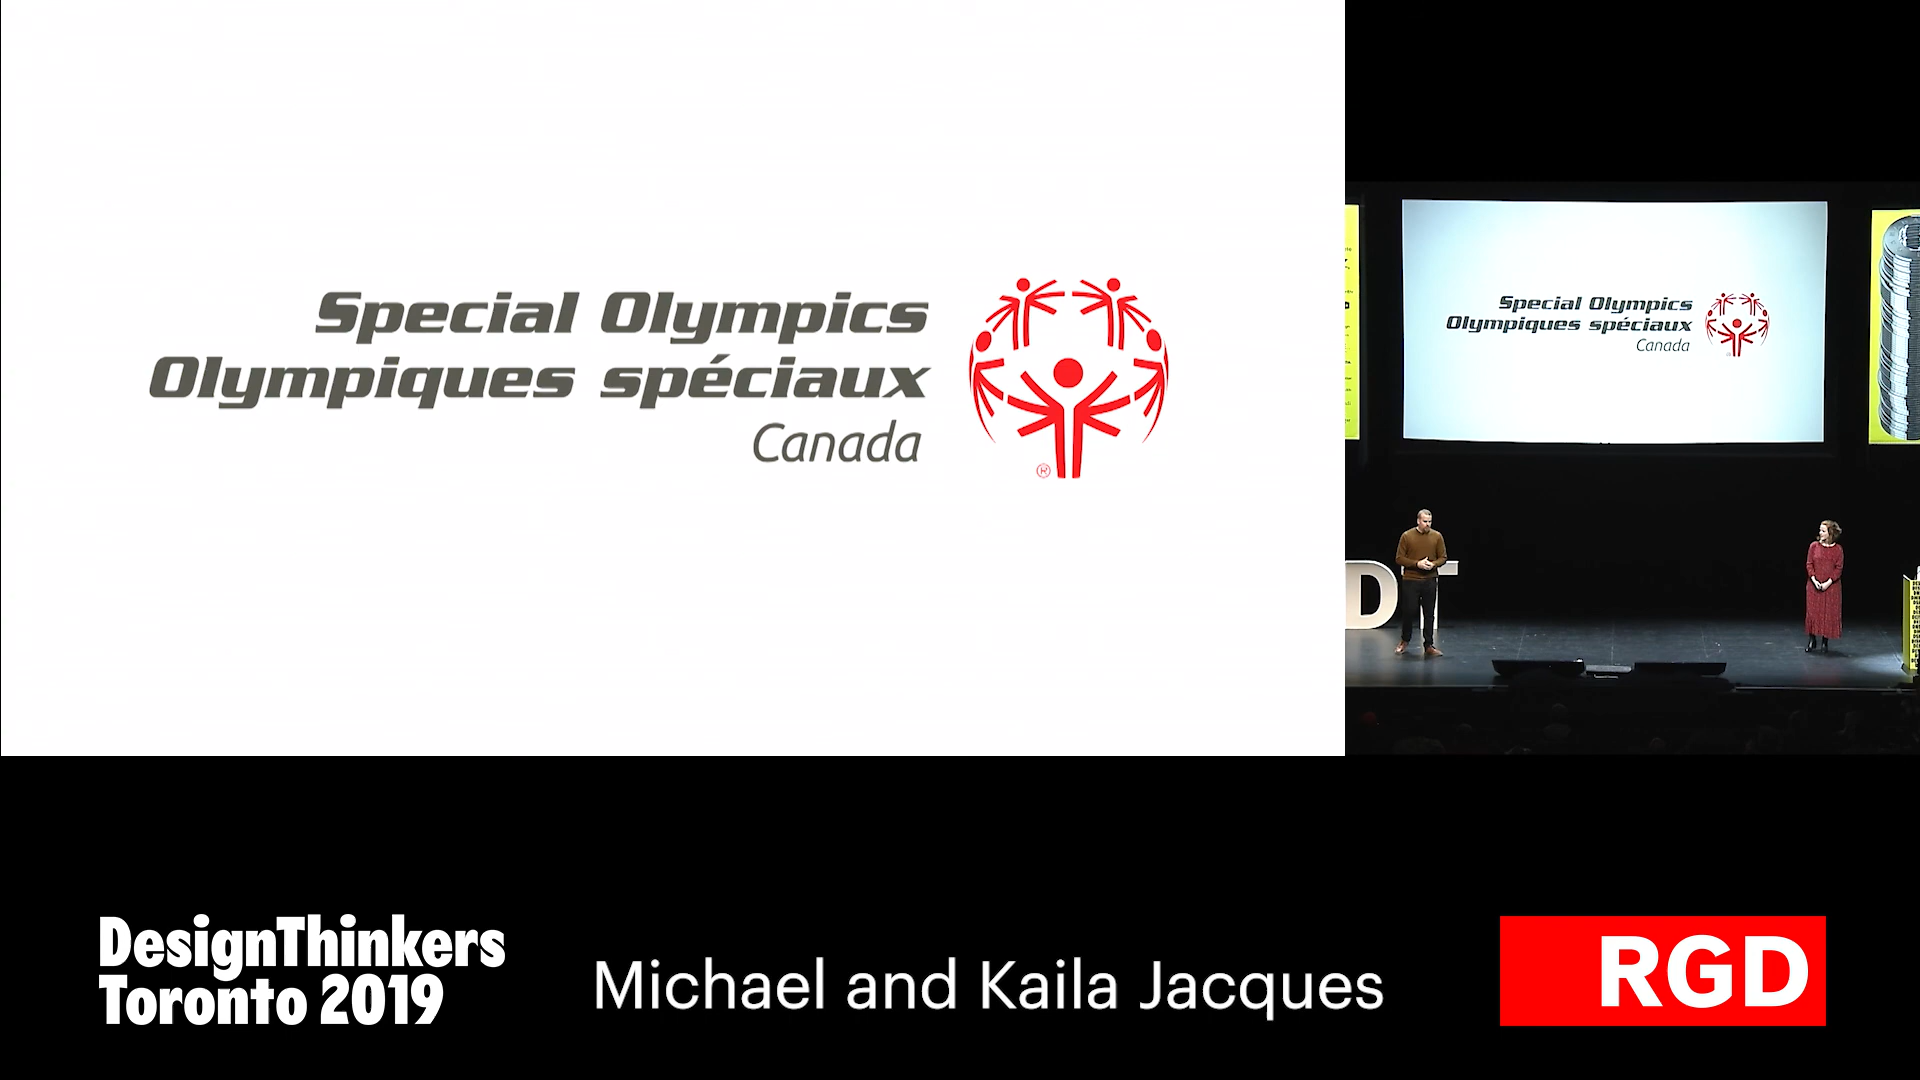 Special Olympics
Olympiques spéciaux
Canada
®
Special Olympics
Olympiques spéciaux
Canada
D
DesignThinkers
Toronto 2019
Michael and Kaila Jacques
RGD